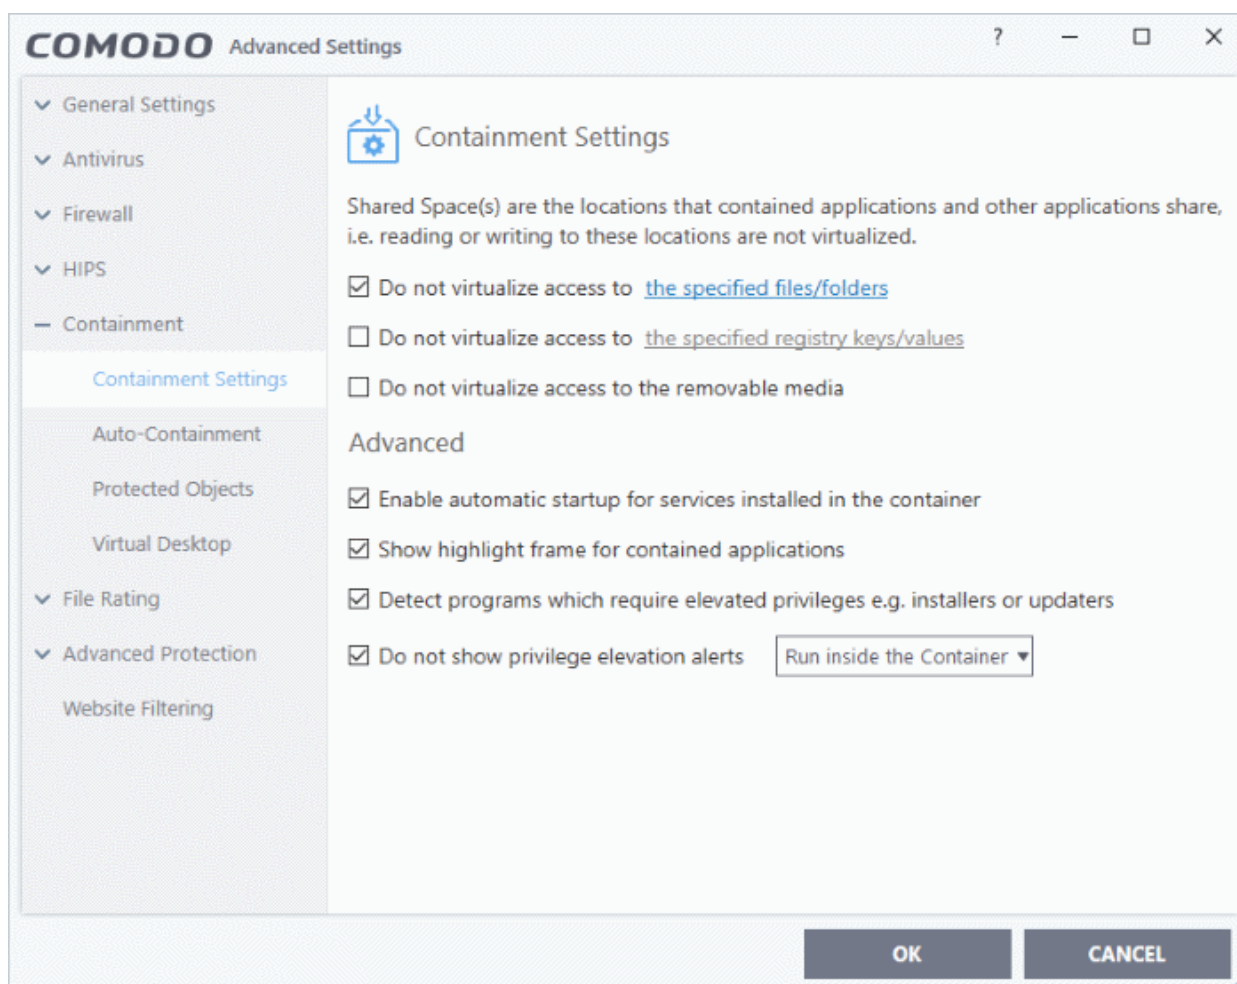 COMODO Advanced Settings ?
General Settings
Antivirus
Firewall
HIPS
Containment
Containment Settings
Auto-Containment
Protected Objects
Virtual Desktop
File Rating
Advanced Protection
Website Filtering
Containment Settings
Shared Space(s) are the locations that contained applications and other applications share,
i.e. reading or writing to these locations are not virtualized.
Do not virtualize access to the specified files/folders
Do not virtualize access to the specified registry keys/values
Do not virtualize access to the removable media
Advanced
Enable automatic startup for services installed in the container
Show highlight frame for contained applications
Detect programs which require elevated privileges e.g. installers or updaters
Do not show privilege elevation alerts Run inside the Container
OK CANCEL